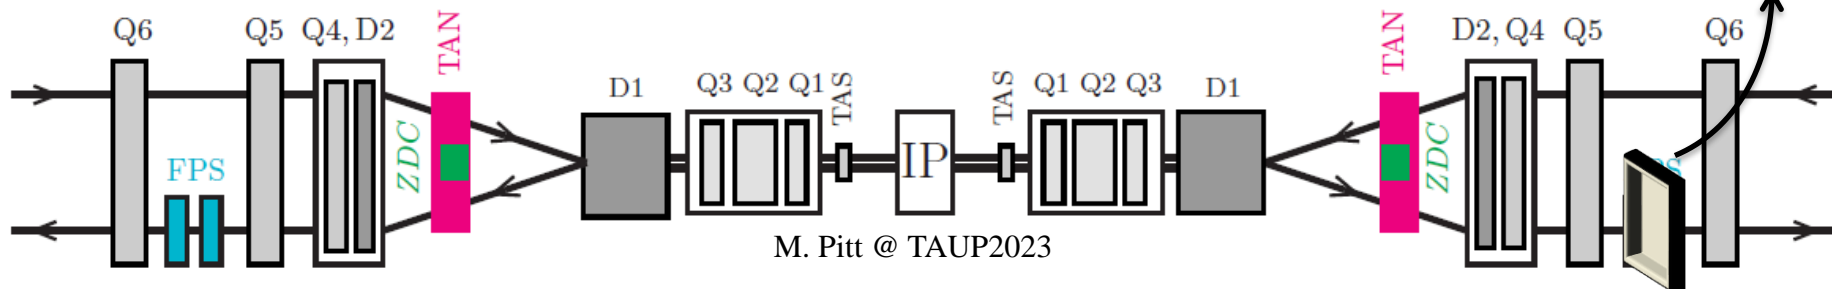 Q6 Q5 Q4, D2 TAN D1 Q3 Q2 Q1 TAS IP TAS Q1 Q2 Q3 D1 TAN D2, Q4 Q5 Q6
FPS ZDC ZDC
M. Pitt @ TAUP2023